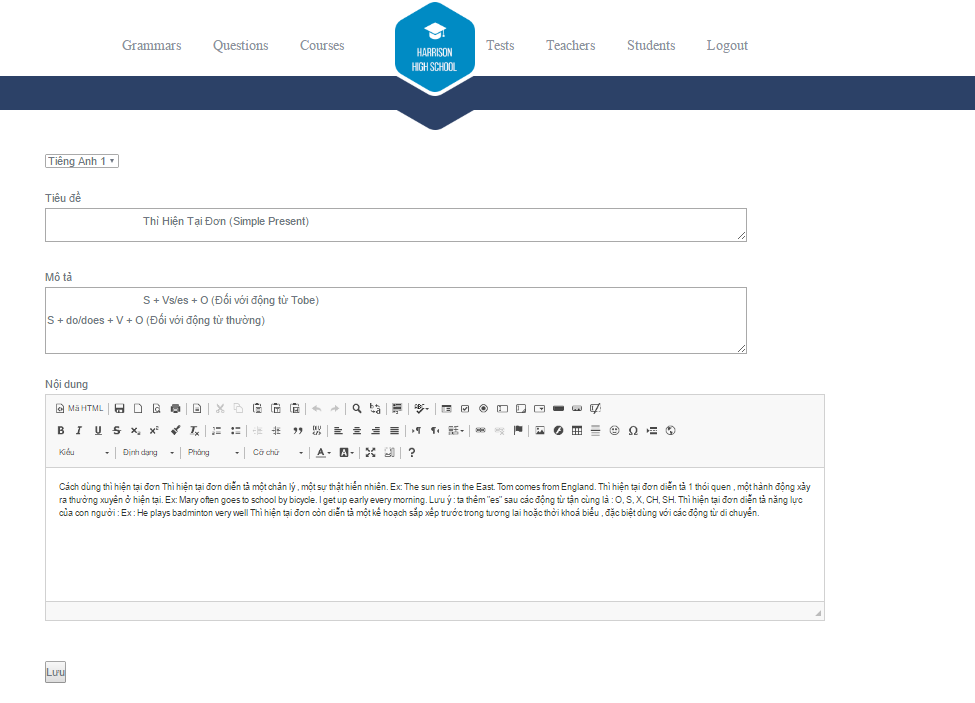 Grammars Questions Courses Tests Teachers Students Logout
HARRISON
HIGH SCHOOL
Tiếng Anh 1
Tiêu đề
Thì Hiện Tại Đơn (Simple Present)
Mô tả
S + Vs/es + O (Đối với động từ Tobe)
S + do/does + V + O (Đối với động từ thường)
Nội dung
Mã HTML
Kiểu Định dạng Phông Cỡ chữ
Cách dùng thì hiện tại đơn Thì hiện tại đơn diễn tả một chân lý , một sự thật hiển nhiên. Ex: The sun ries in the East. Tom comes from England. Thì hiện tại đơn diễn tả 1 thói quen , một hành động xảy
ra thường xuyên ở hiện tại. Ex: Mary often goes to school by bicycle. I get up early every morning. Lưu ý : ta thêm "es" sau các động từ tận cùng là : O, S, X, CH, SH. Thì hiện tại đơn diễn tả năng lực
của con người : Ex : He plays badminton very well Thì hiện tại đơn còn diễn tả một kế hoạch sắp xếp trước trong tương lai hoặc thời khoá biểu , đặc biệt dùng với các động từ di chuyển.
Lưu